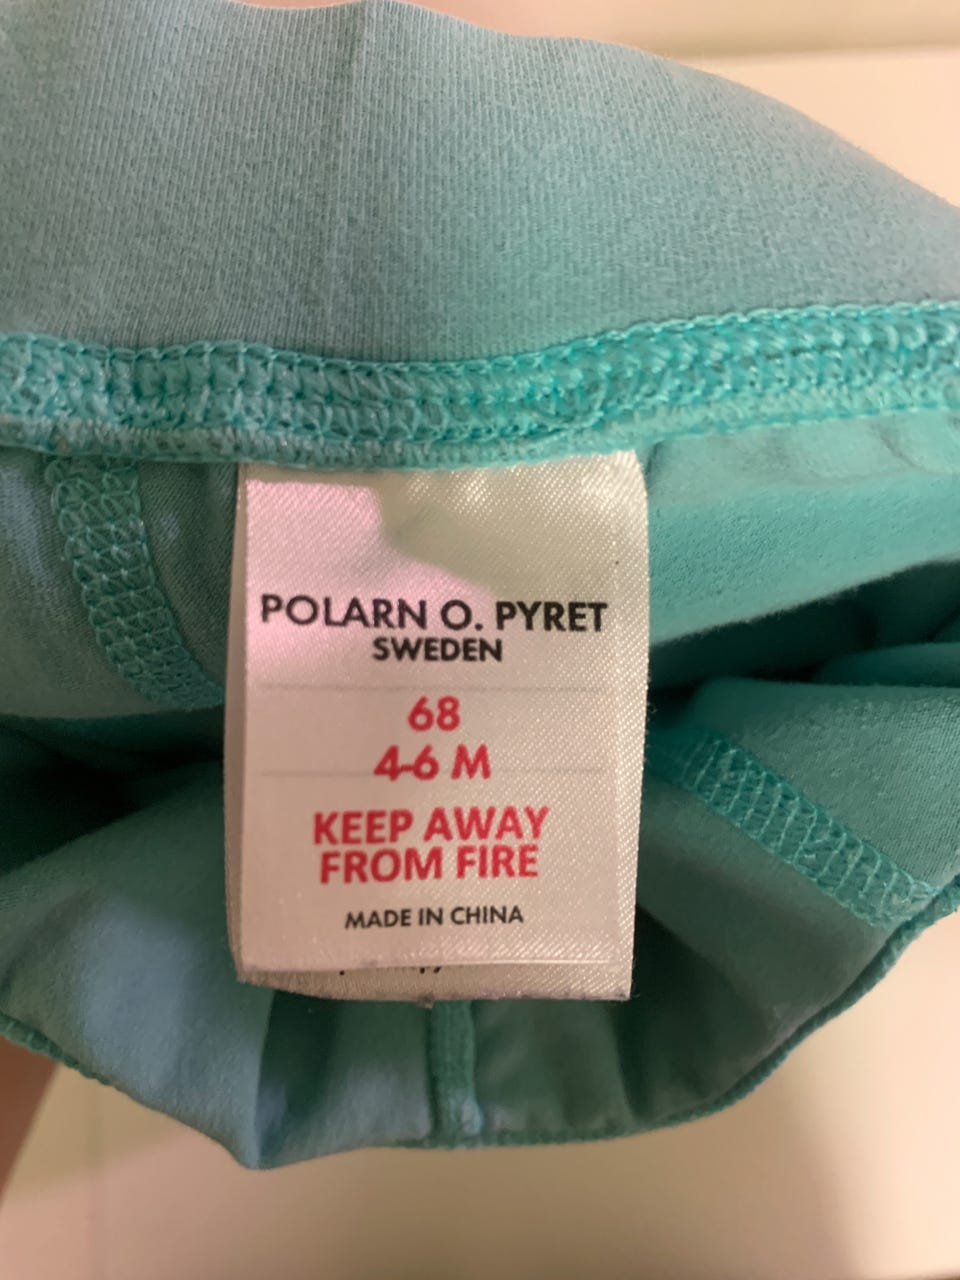 POLARN O. PYRET
SWEDEN
68
4-6 M
KEEP AWAY
FROM FIRE
MADE IN CHINA